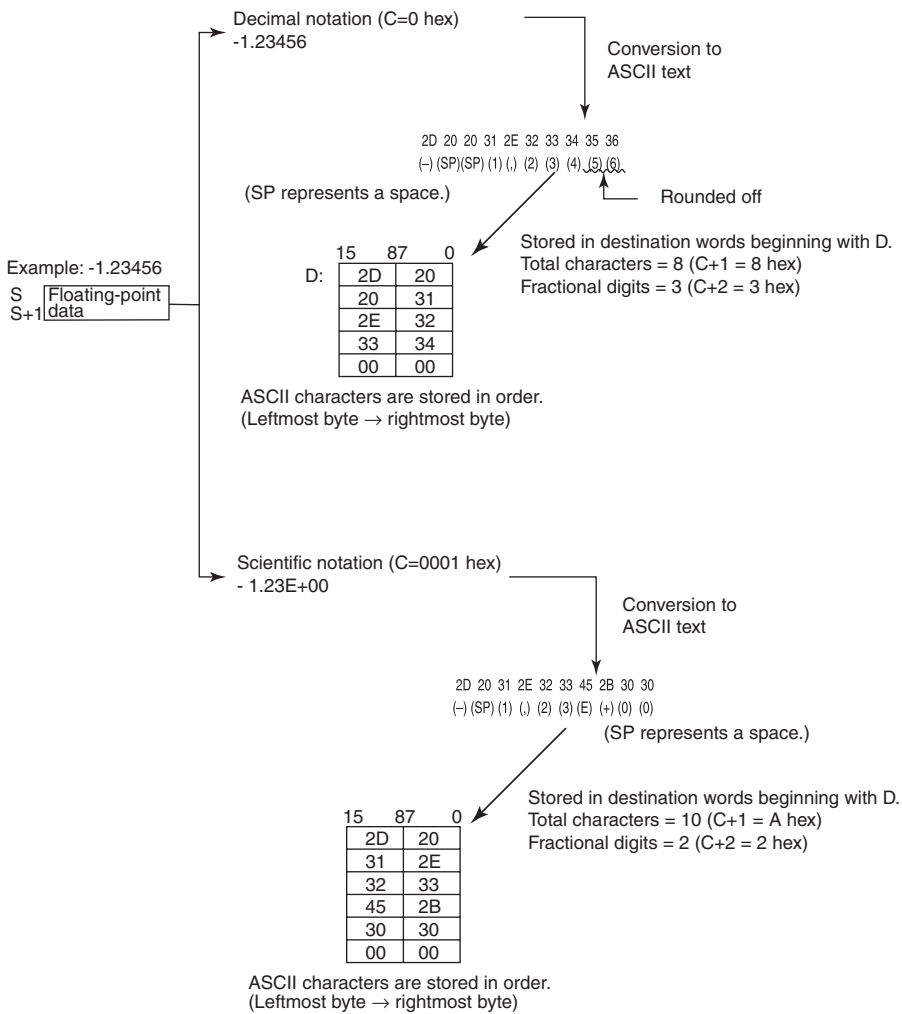 Decimal notation (C=0 hex)
-1.23456
Conversion to
ASCII text
2D 20 20 31 2E 32 33 34 35 36
(–) (SP)(SP) (1) (,) (2) (3) (4) (5) (6)
(SP represents a space.)
Rounded off
Example: -1.23456
S
S+1
Floating-point
data
Stored in destination words beginning with D.
Total characters = 8 (C+1 = 8 hex)
Fractional digits = 3 (C+2 = 3 hex)
15 87 0
D: 2D 20
20 31
2E 32
33 34
00 00
ASCII characters are stored in order.
(Leftmost byte → rightmost byte)
Scientific notation (C=0001 hex)
- 1.23E+00
Conversion to
ASCII text
2D 20 31 2E 32 33 45 2B 30 30
(–) (SP) (1) (,) (2) (3) (E) (+) (0) (0)
(SP represents a space.)
Stored in destination words beginning with D.
Total characters = 10 (C+1 = A hex)
Fractional digits = 2 (C+2 = 2 hex)
15 87 0
2D 20
31 2E
32 33
45 2B
30 30
00 00
ASCII characters are stored in order.
(Leftmost byte → rightmost byte)